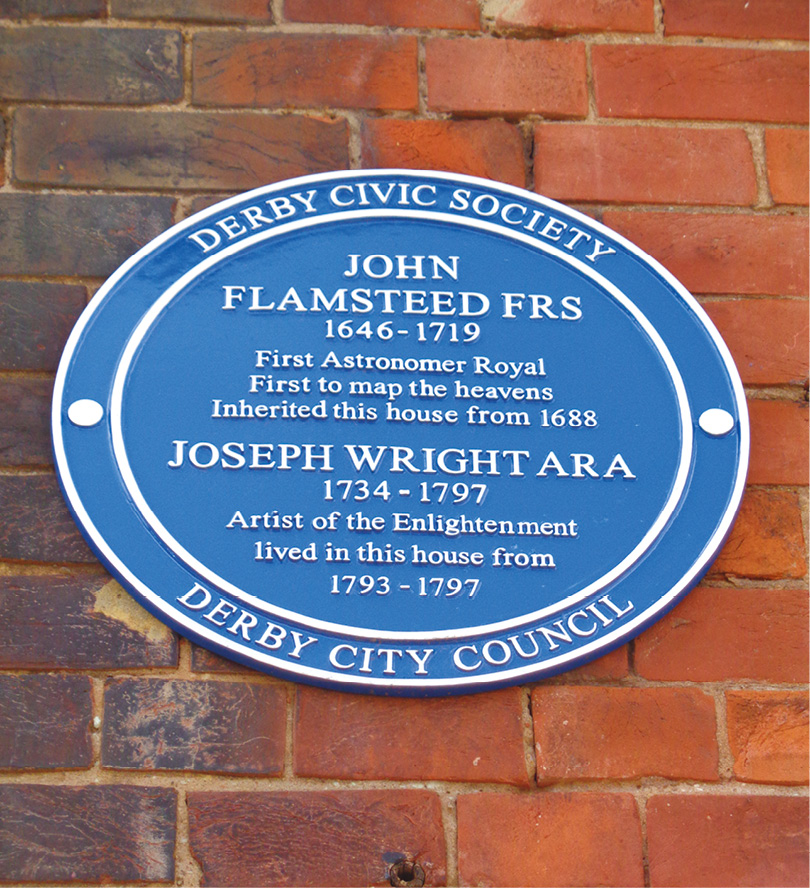 DERBY CIVIC SOCIETY
JOHN
FLAMSTEED FRS
1646-1719
First Astronomer Royal
First to map the heavens
Inherited this house from 1688
JOSEPH WRIGHT ARA
1734 - 1797
Artist of the Enlightenment
lived in this house from
1793 - 1797
DERBY CITY COUNCIL